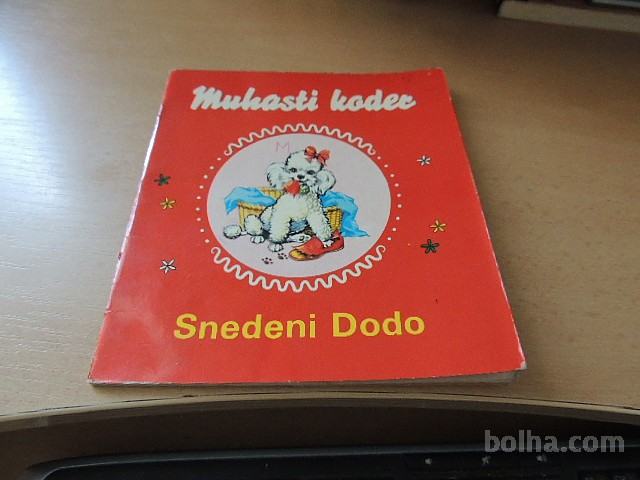 Muhasti koder
M
Snedeni Dodo
bolha.com